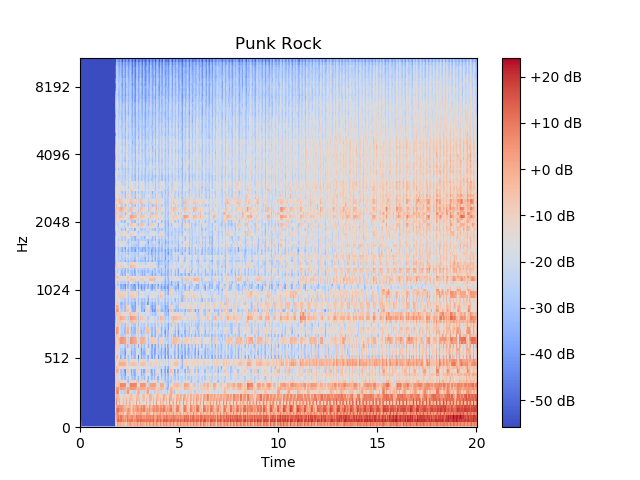 Punk Rock
Hz
8192
4096
2048
1024
512
0
0 5 10 15 20
Time
+20 dB
+10 dB
+0 dB
-10 dB
-20 dB
-30 dB
-40 dB
-50 dB